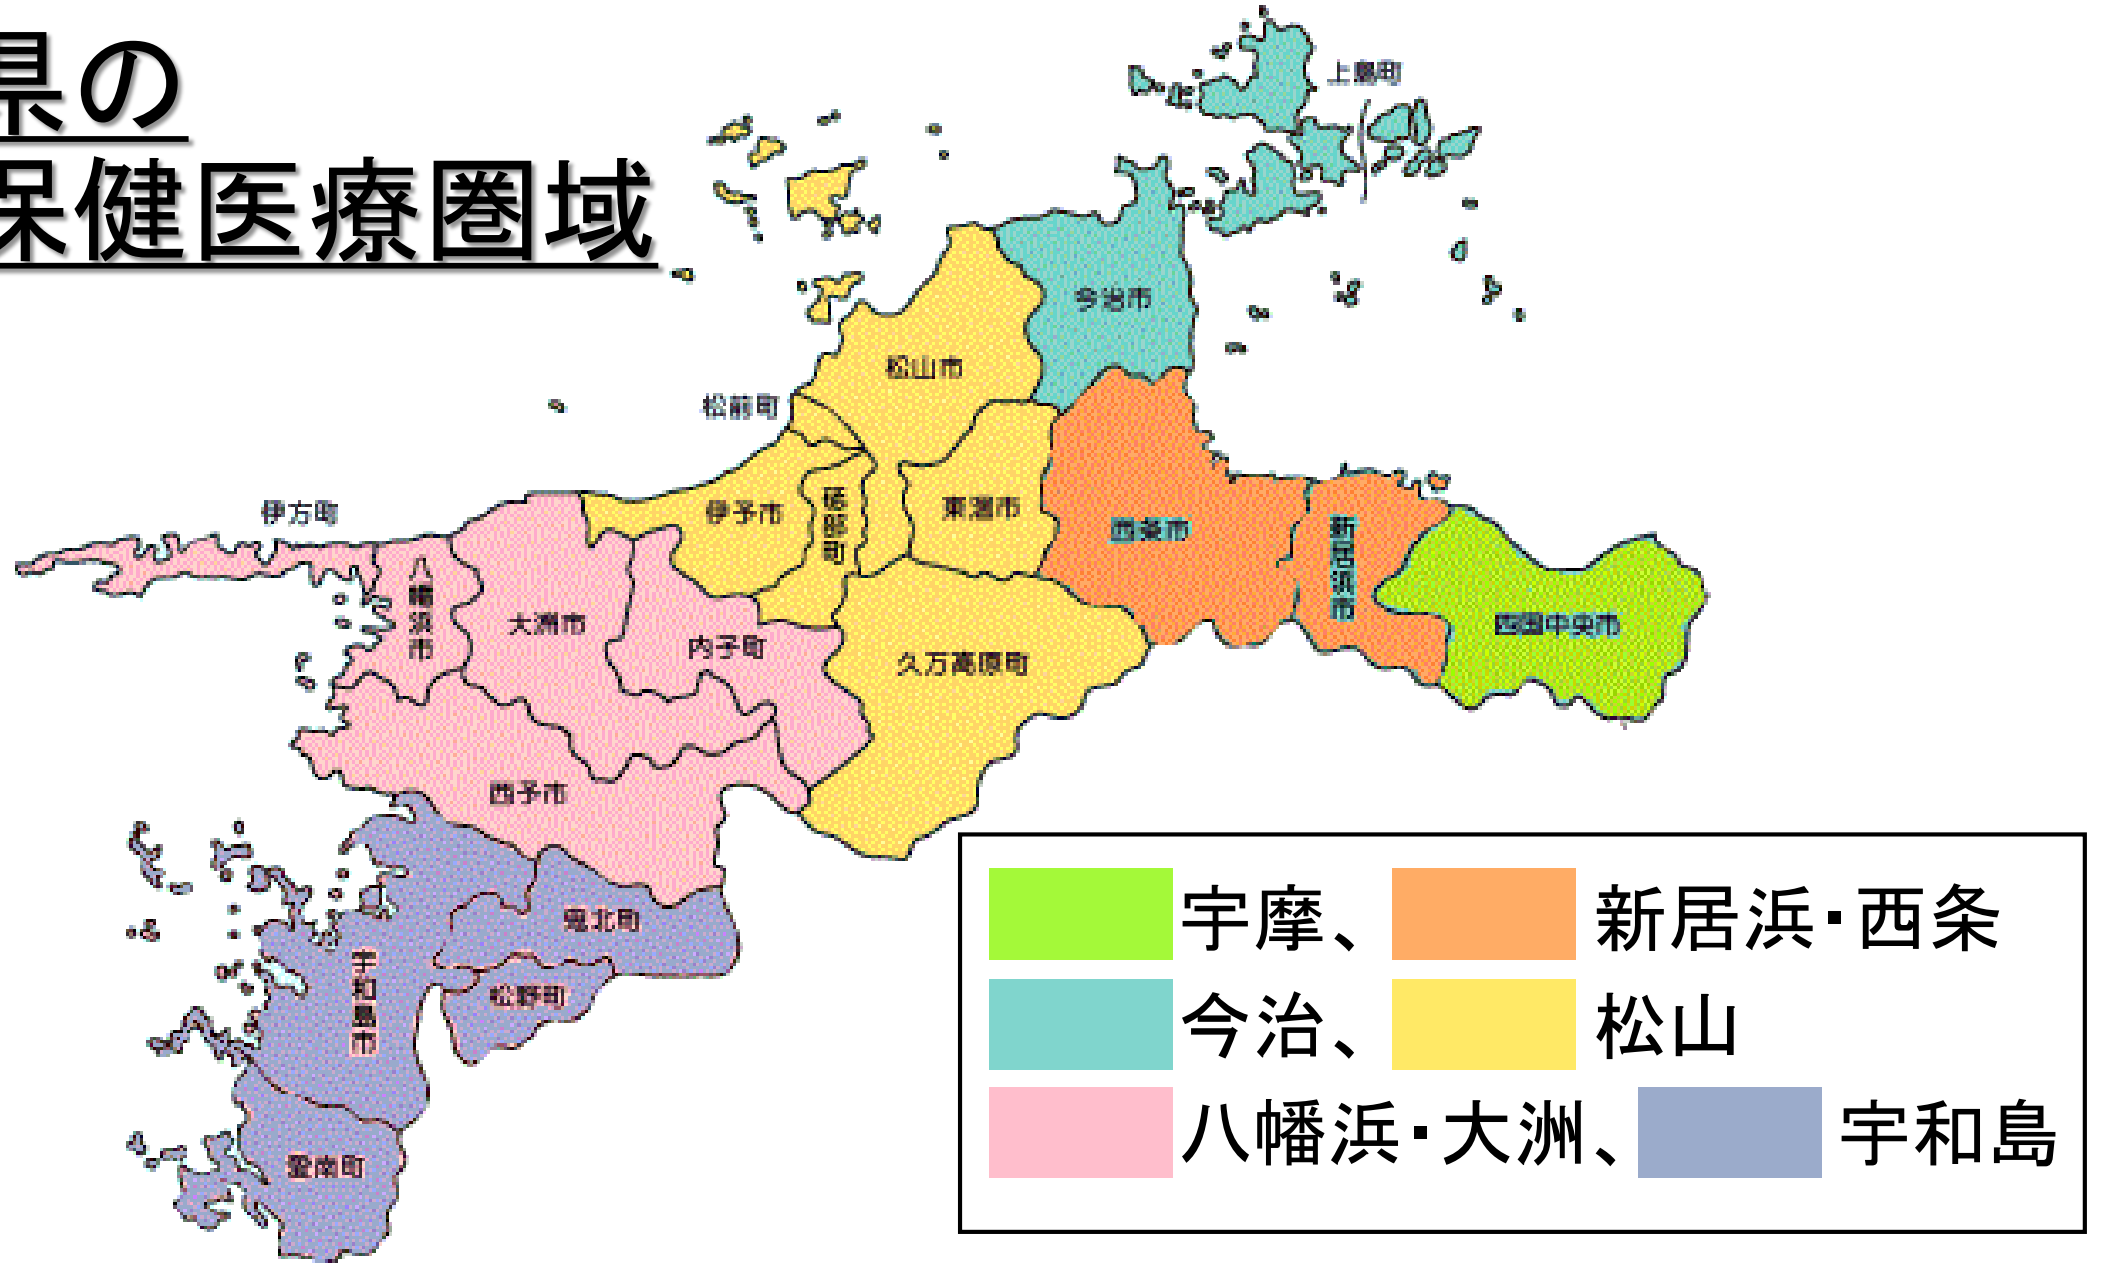 県の
保健医療圏域
上島町
今治市
松山市
松前町
伊予市
砥部町
東温市
西条市
新居浜市
四国中央市
伊方町
八幡浜市
大洲市
内子町
久万高原町
西予市
鬼北町
松野町
宇和島市
愛南町
宇摩、 新居浜・西条
今治、 松山
八幡浜・大洲、 宇和島